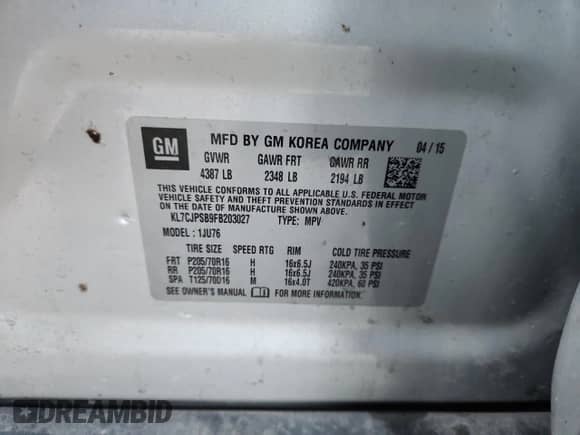 GM
MFD BY GM KOREA COMPANY 04 / 15
GVWR GAWR FRT GAWR RR
4387 LB 2348 LB 2194 LB
THIS VEHICLE CONFORMS TO ALL APPLICABLE U.S. FEDERAL MOTOR
VEHICLE SAFETY AND THEFT PREVENTION STANDARDS IN EFFECT
ON THE DATE OF MANUFACTURE SHOWN ABOVE.
KL7CJPSB9FB203027 TYPE: MPV
MODEL: 1JU76
TIRE SIZE SPEED RTG RIM COLD TIRE PRESSURE
FRT P205/70R16 H 16x6.5J 240KPA, 35 PSI
RR P205/70R16 H 16x6.5J 240KPA, 35 PSI
SPA T125/70D16 M 16x4.0T 420KPA, 60 PSI
SEE OWNER'S MANUAL FOR MORE INFORMATION.
DREAMBID